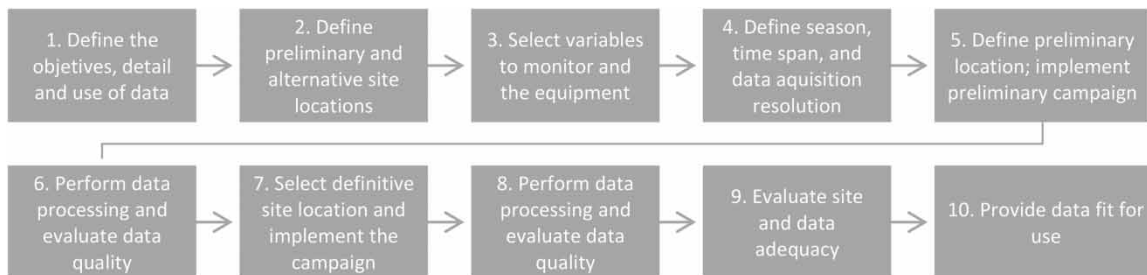 1. Define the
objetives, detail
and use of data
2. Define
preliminary and
alternative site
locations
3. Select variables
to monitor and
the equipment
4. Define season,
time span, and
data aquisition
resolution
5. Define preliminary
location; implement
preliminary campaign
6. Perform data
processing and
evaluate data
quality
7. Select definitive
site location and
implement the
campaign
8. Perform data
processing and
evaluate data
quality
9. Evaluate site
and data
adequacy
10. Provide data fit for
use